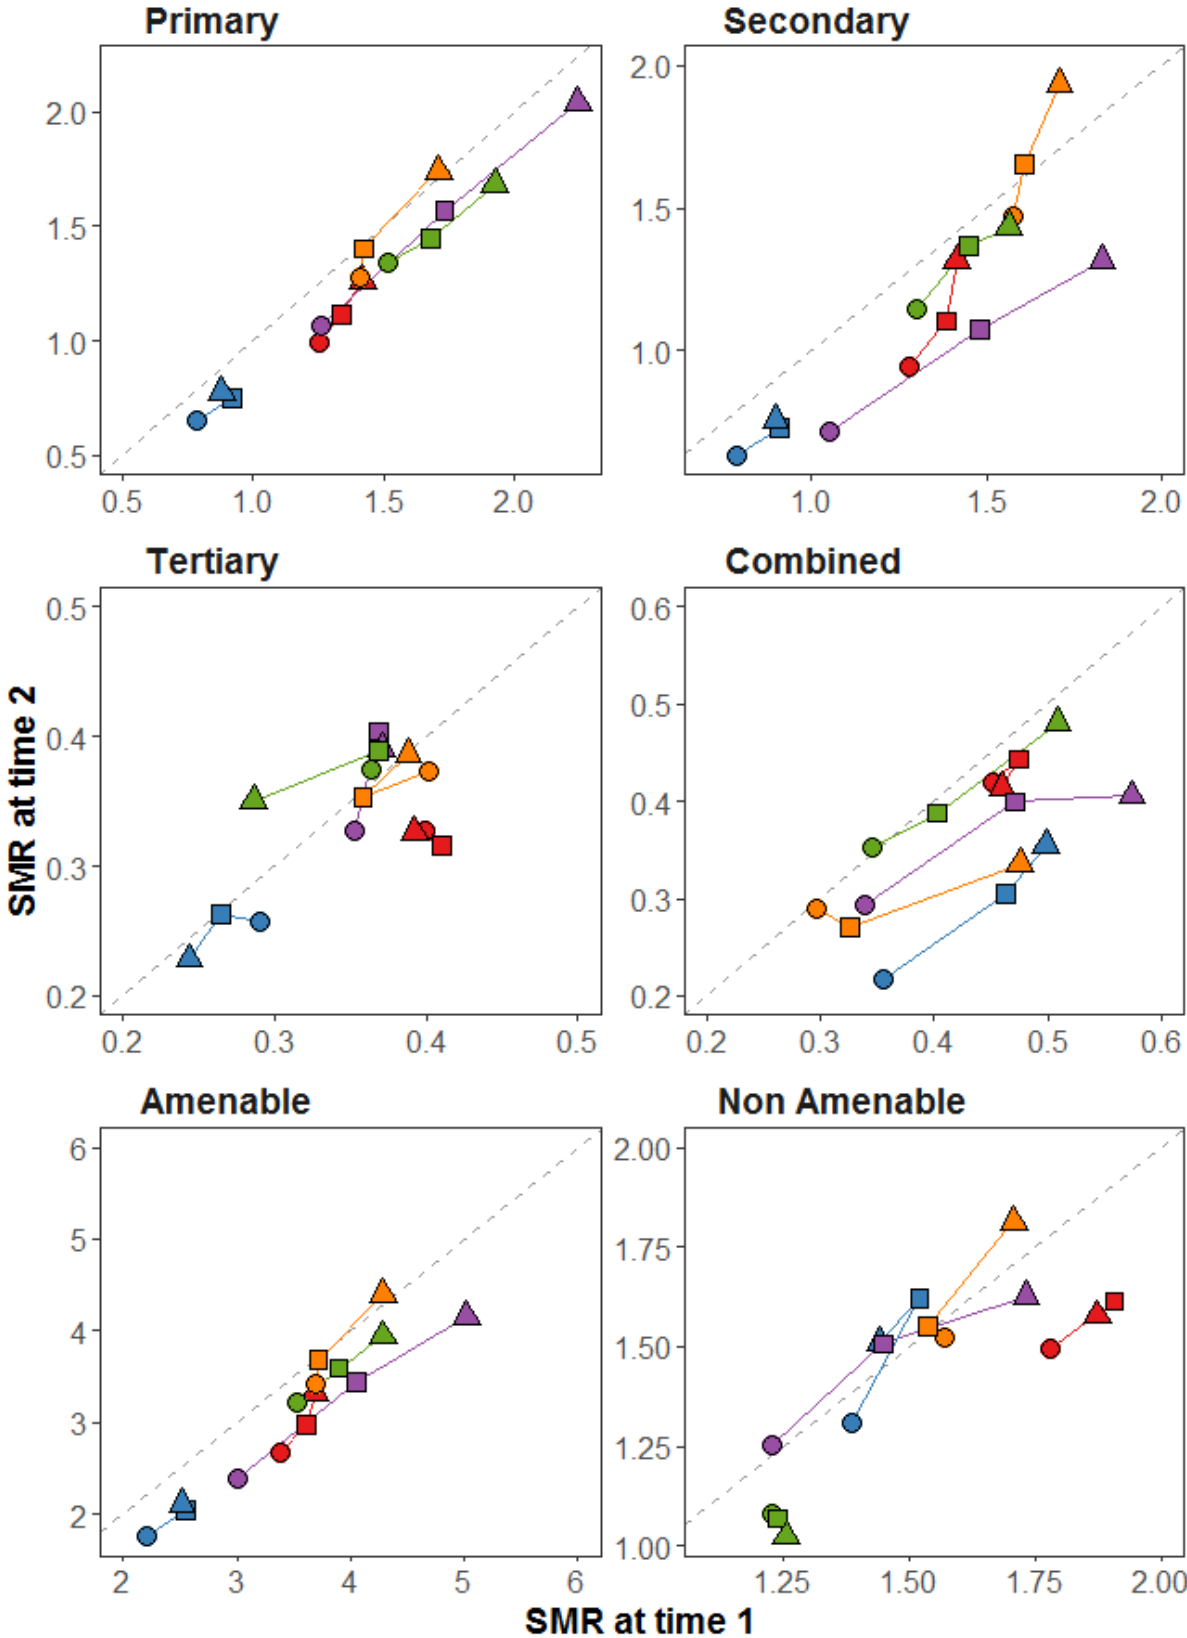 Primary
2.0
1.5
1.0
0.5
0.5 1.0 1.5 2.0
Secondary
2.0
1.5
1.0
1.0 1.5 2.0
Tertiary
0.5
0.4
0.3
0.2
0.2 0.3 0.4 0.5
Combined
0.6
0.5
0.4
0.3
0.2
0.2 0.3 0.4 0.5 0.6
SMR at time 2
Amenable
6
5
4
3
2
2 3 4 5 6
Non Amenable
2.00
1.75
1.50
1.25
1.00
1.25 1.50 1.75 2.00
SMR at time 1